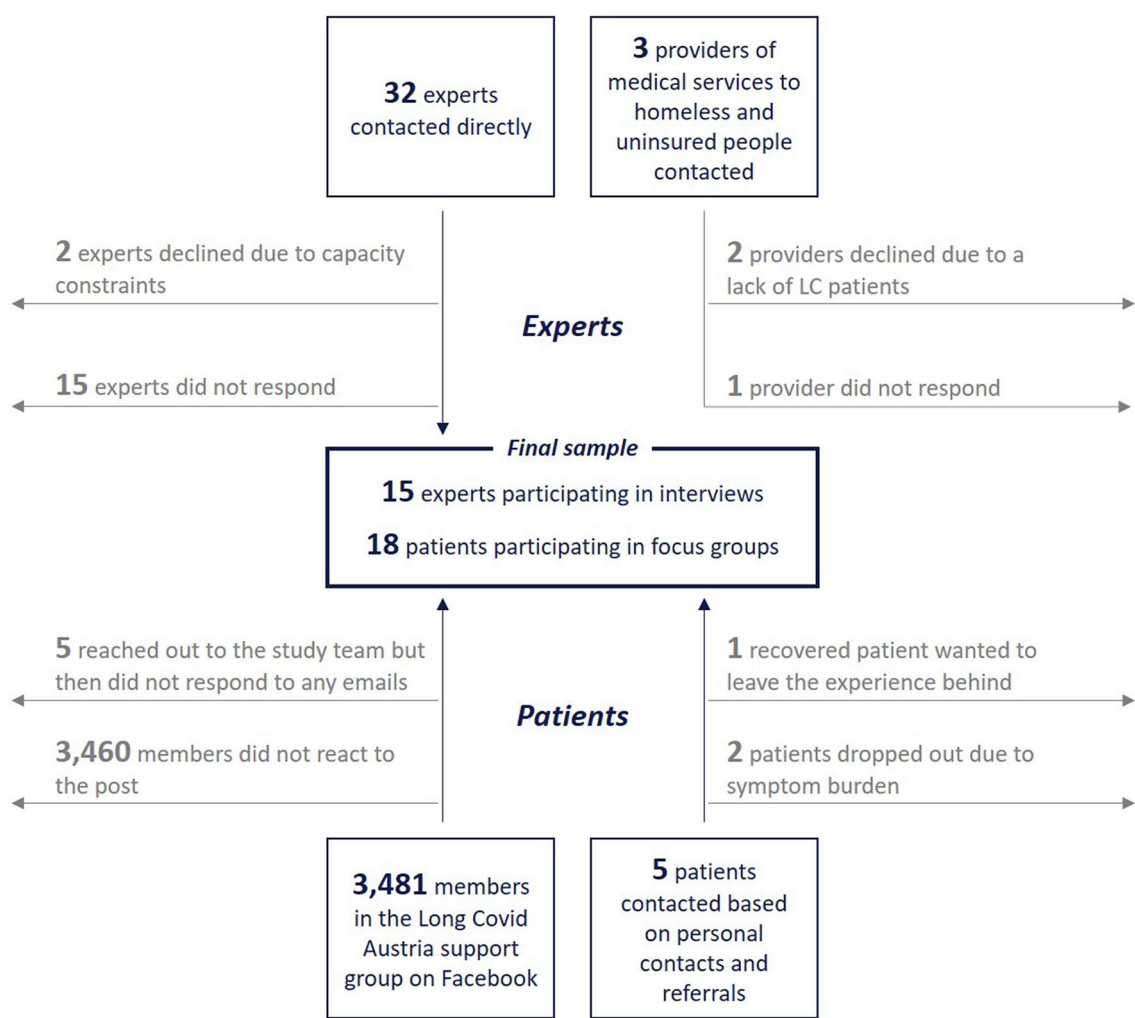 32 experts
contacted directly
3 providers of
medical services to
homeless and
uninsured people
contacted
2 experts declined due to capacity
constraints
2 providers declined due to a
lack of LC patients
Experts
15 experts did not respond
1 provider did not respond
Final sample
15 experts participating in interviews
18 patients participating in focus groups
5 reached out to the study team but
then did not respond to any emails
1 recovered patient wanted to
leave the experience behind
Patients
3,460 members did not react to
the post
2 patients dropped out due to
symptom burden
3,481 members
in the Long Covid
Austria support
group on Facebook
5 patients
contacted based
on personal
contacts and
referrals